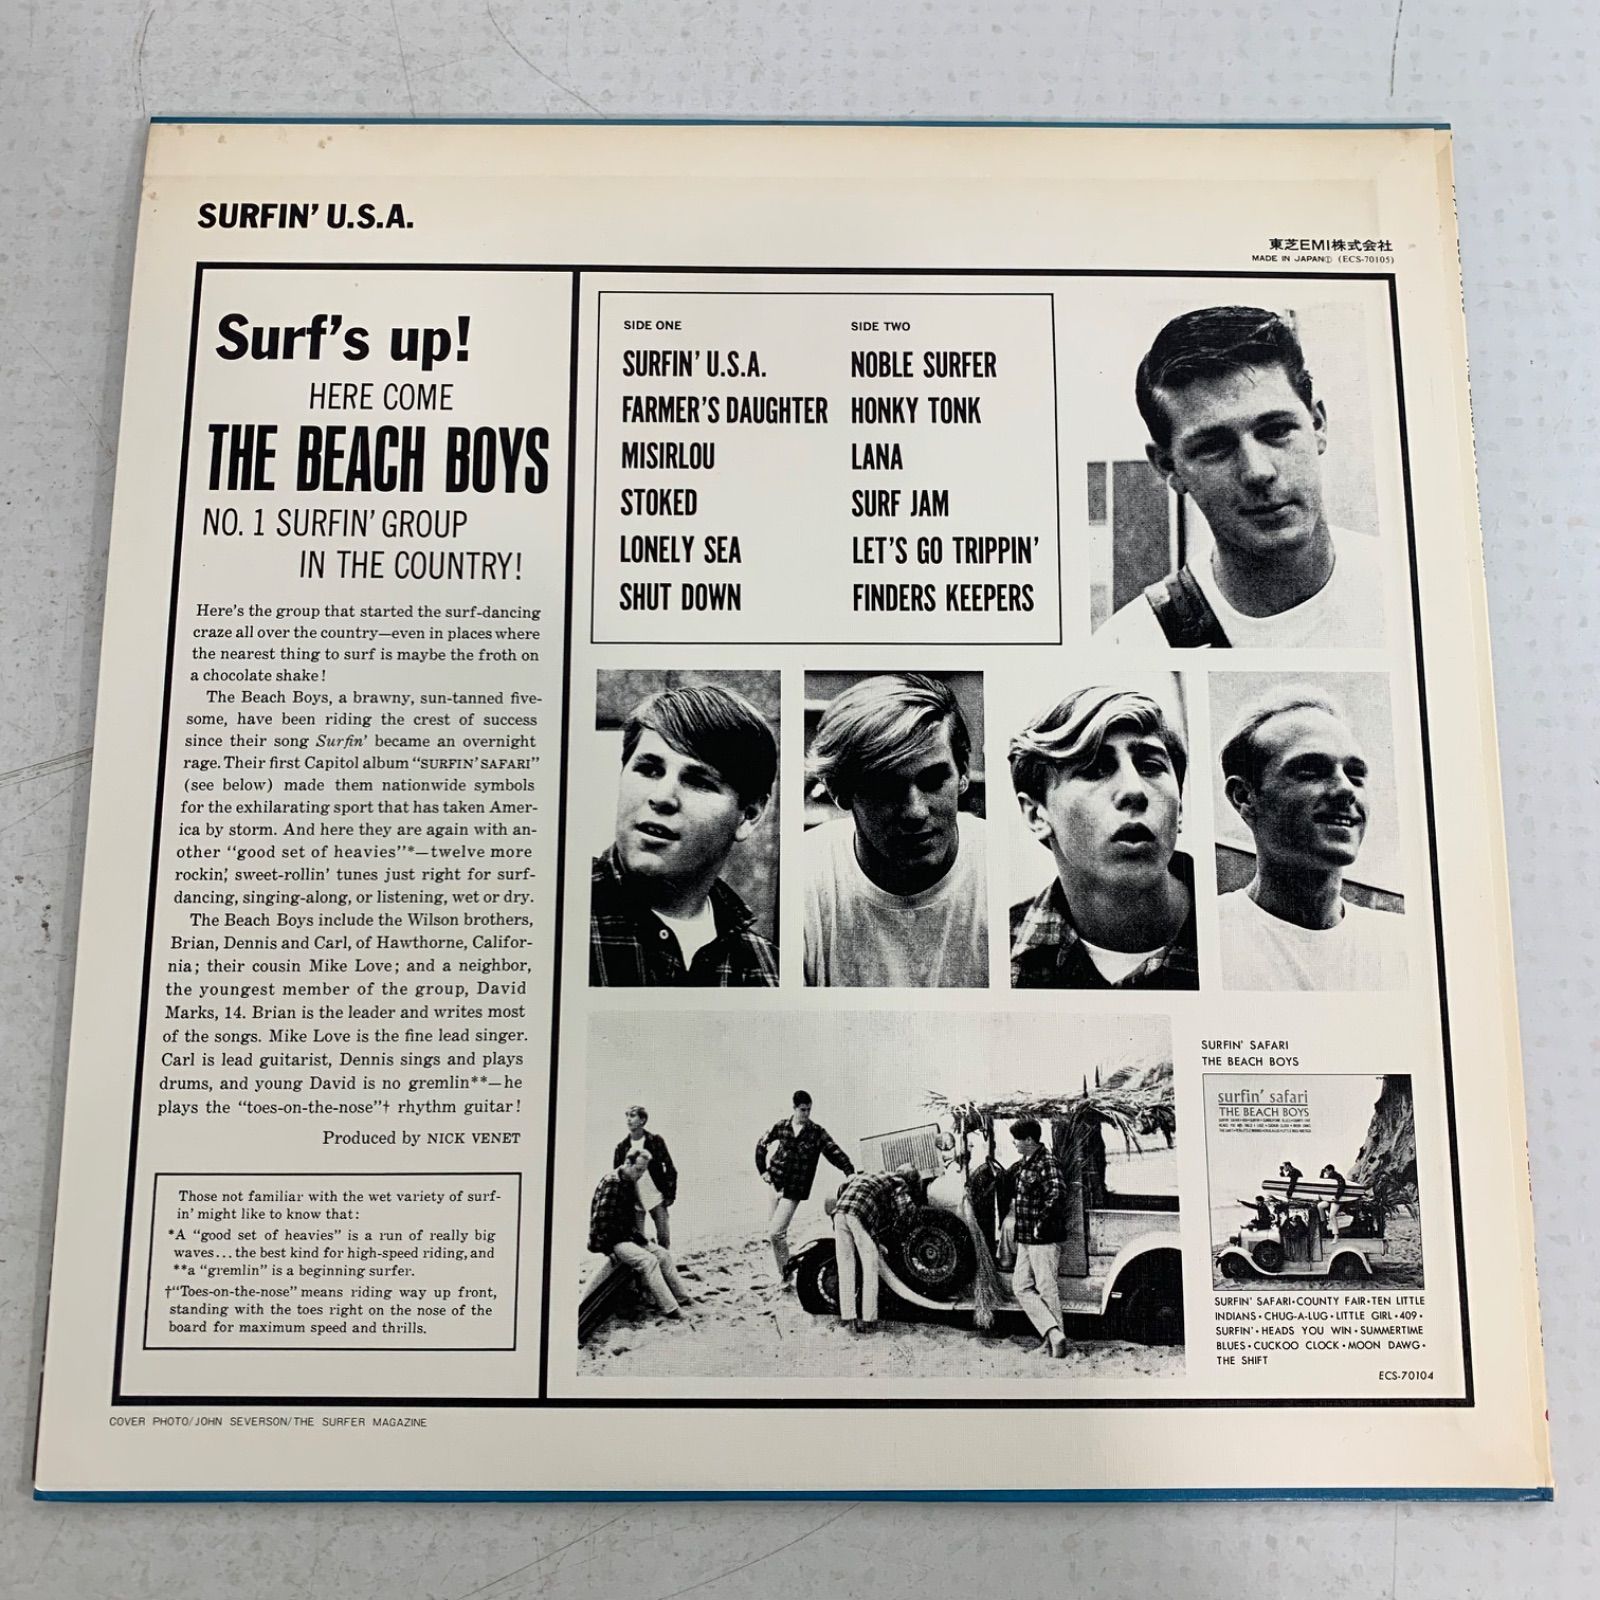 SURFIN' U.S.A.
東芝EMI株式会社
MADE IN JAPAN① (ECS-70105)
Surf's up!
HERE COME
THE BEACH BOYS
NO. 1 SURFIN' GROUP
IN THE COUNTRY!
Here's the group that started the surf-dancing
craze all over the country—even in places where
the nearest thing to surf is maybe the froth on
a chocolate shake!
The Beach Boys, a brawny, sun-tanned five-
some, have been riding the crest of success
since their song Surfin' became an overnight
rage. Their first Capitol album "SURFIN' SAFARI"
(see below) made them nationwide symbols
for the exhilarating sport that has taken Amer-
ica by storm. And here they are again with an-
other "good set of heavies"*—twelve more
rockin', sweet-rollin' tunes just right for surf-
dancing, singing-along, or listening, wet or dry.
The Beach Boys include the Wilson brothers,
Brian, Dennis and Carl, of Hawthorne, Califor-
nia; their cousin Mike Love; and a neighbor,
the youngest member of the group, David
Marks, 14. Brian is the leader and writes most
of the songs. Mike Love is the fine lead singer.
Carl is lead guitarist, Dennis sings and plays
drums, and young David is no gremlin**—he
plays the "toes-on-the-nose"† rhythm guitar!
Produced by NICK VENET
Those not familiar with the wet variety of surf-
in' might like to know that:
*A "good set of heavies" is a run of really big
waves...the best kind for high-speed riding, and
**a "gremlin" is a beginning surfer.
†"Toes-on-the-nose" means riding way up front,
standing with the toes right on the nose of the
board for maximum speed and thrills.
SIDE ONE
SURFIN' U.S.A.
FARMER'S DAUGHTER
MISIRLOU
STOKED
LONELY SEA
SHUT DOWN
SIDE TWO
NOBLE SURFER
HONKY TONK
LANA
SURF JAM
LET'S GO TRIPPIN'
FINDERS KEEPERS
SURFIN' SAFARI
THE BEACH BOYS
surfin' safari
THE BEACH BOYS
SURFIN' SAFARI•COUNTY FAIR•TEN LITTLE
INDIANS•CHUG-A-LUG•LITTLE GIRL•409•
SURFIN'•HEADS YOU WIN•SUMMERTIME
BLUES•CUCKOO CLOCK•MOON DAWG•
THE SHIFT
ECS-70104
COVER PHOTO/JOHN SEVERSON/THE SURFER MAGAZINE